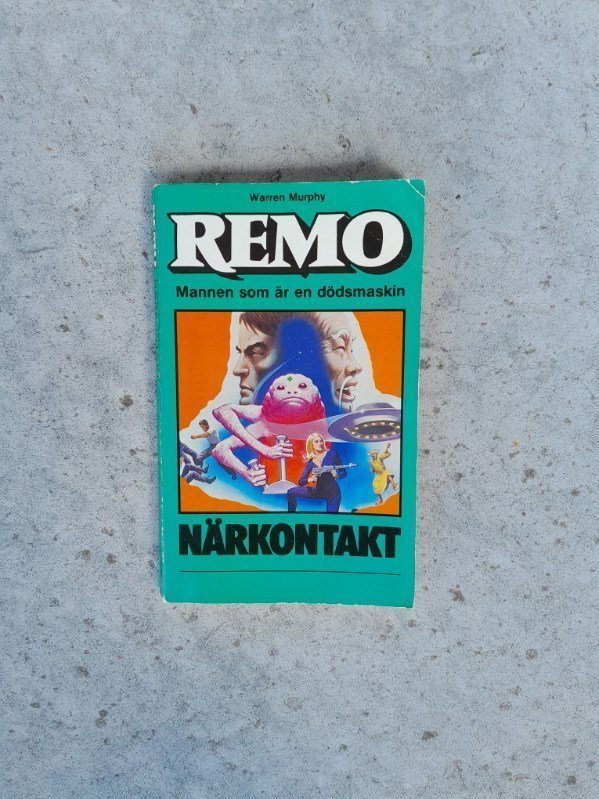 Warren Murphy
REMO
Mannen som är en dödsmaskin
NÄRKONTAKT